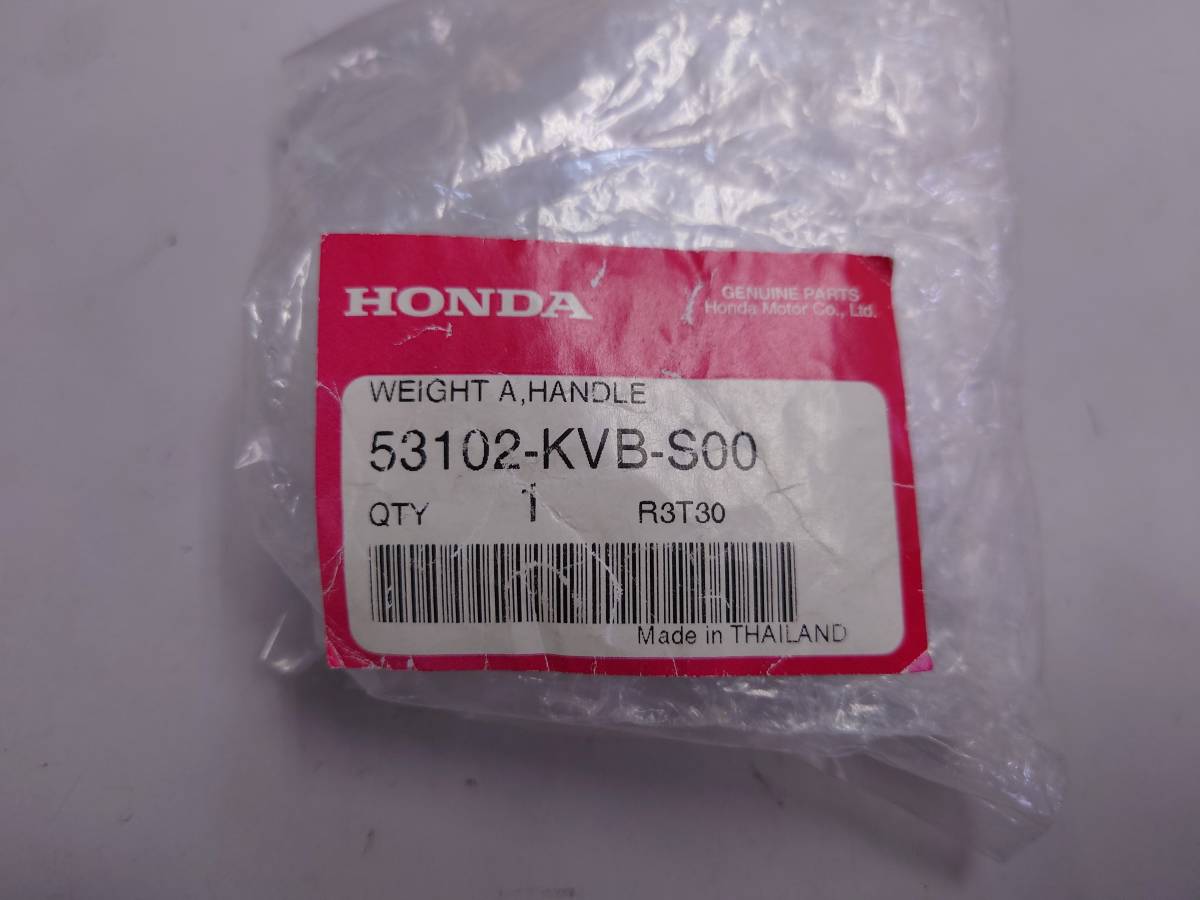 HONDA
GENUINE PARTS
Honda Motor Co., Ltd.
WEIGHT A,HANDLE
53102-KVB-S00
QTY 1 R3T30
Made in THAILAND